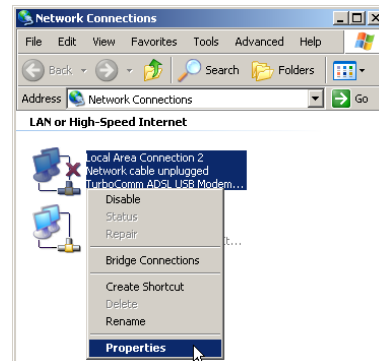 Network Connections
File Edit View Favorites Tools Advanced Help
Back Search Folders
Address Network Connections Go
LAN or High-Speed Internet
Local Area Connection 2
Network cable unplugged
TurboComm ADSL USB Modem...
Disable
Status
Repair
Bridge Connections
Create Shortcut
Delete
Rename
Properties